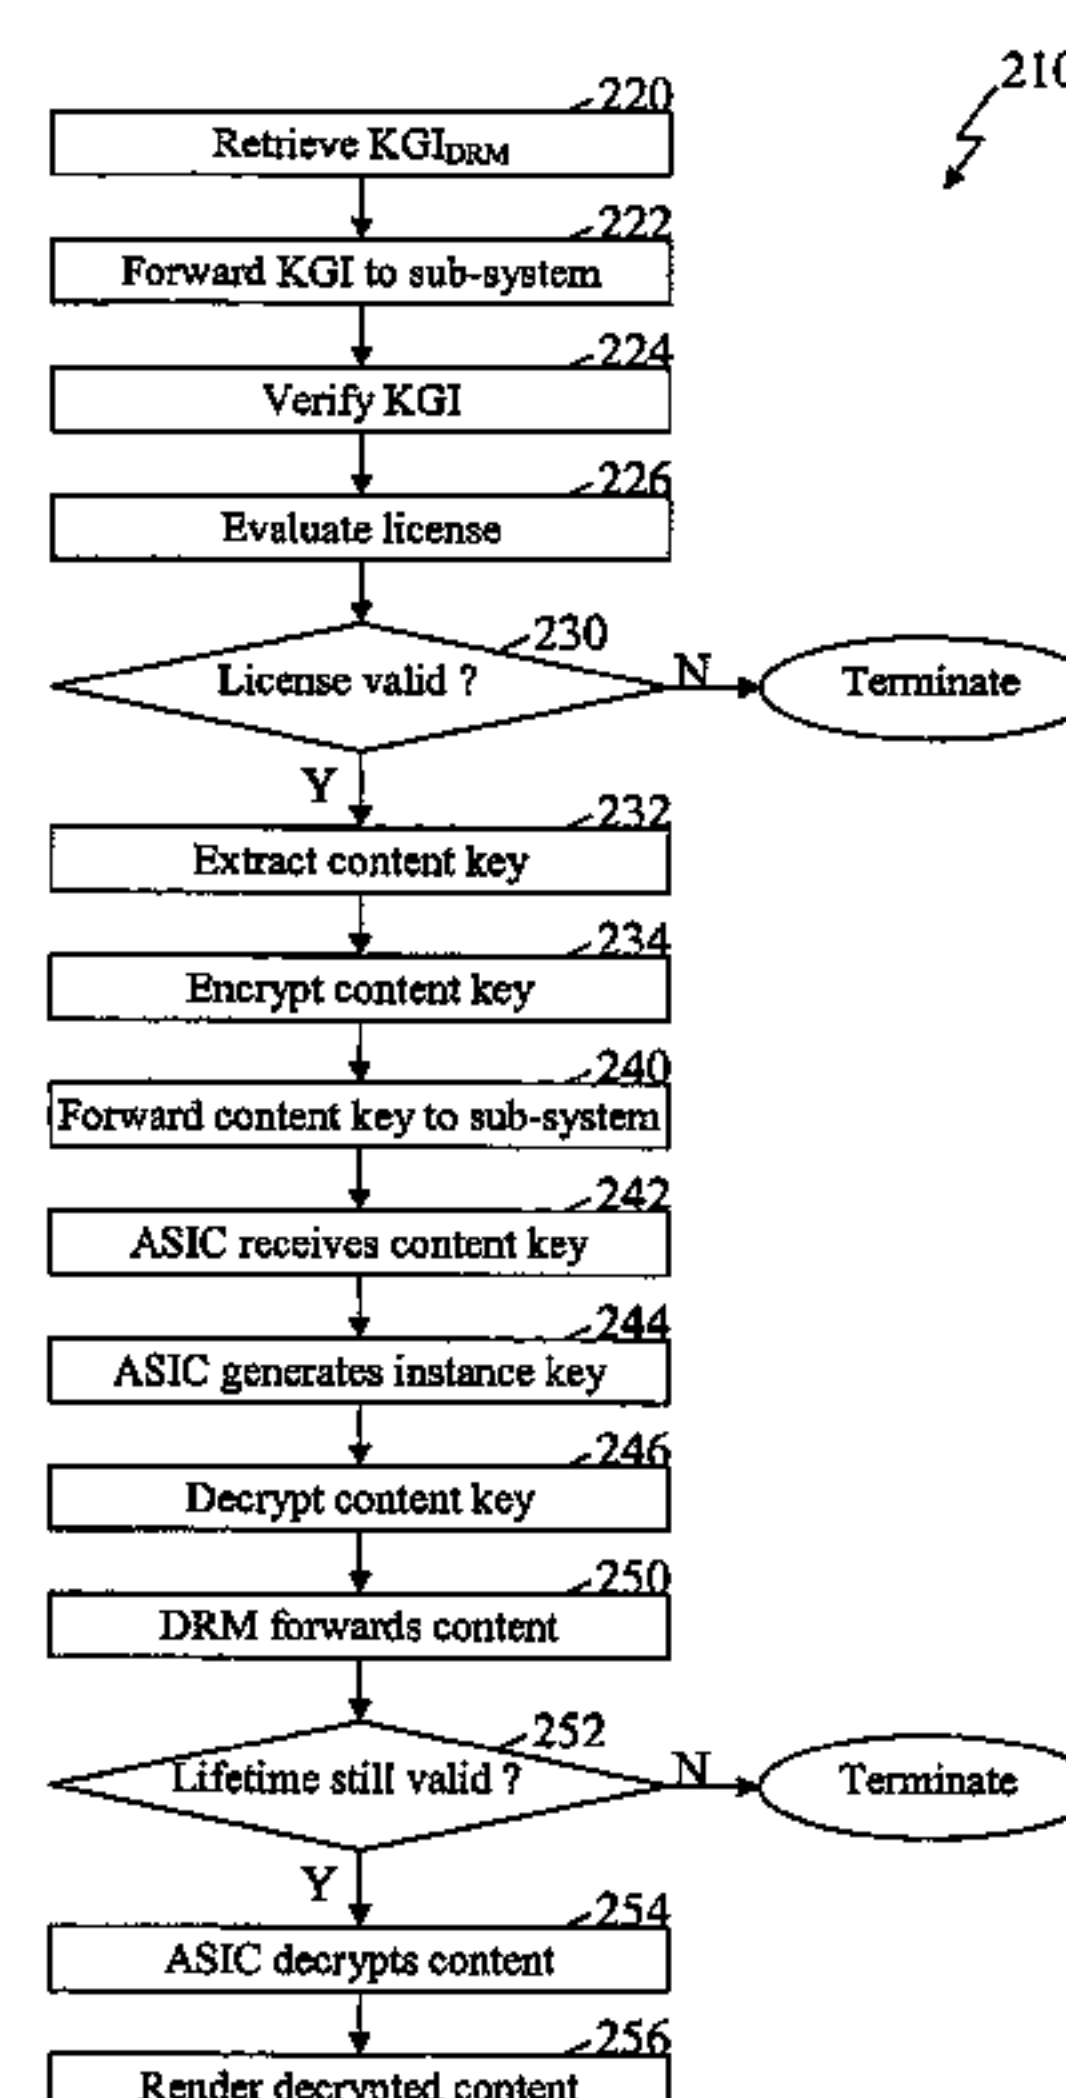 210
220
Retrieve KGIDRM
222
Forward KGI to sub-system
224
Verify KGI
226
Evaluate license
230
License valid ?
N
Terminate
Y
232
Extract content key
234
Encrypt content key
240
Forward content key to sub-system
242
ASIC receives content key
244
ASIC generates instance key
246
Decrypt content key
250
DRM forwards content
252
Lifetime still valid ?
N
Terminate
Y
254
ASIC decrypts content
256
Render decrypted content